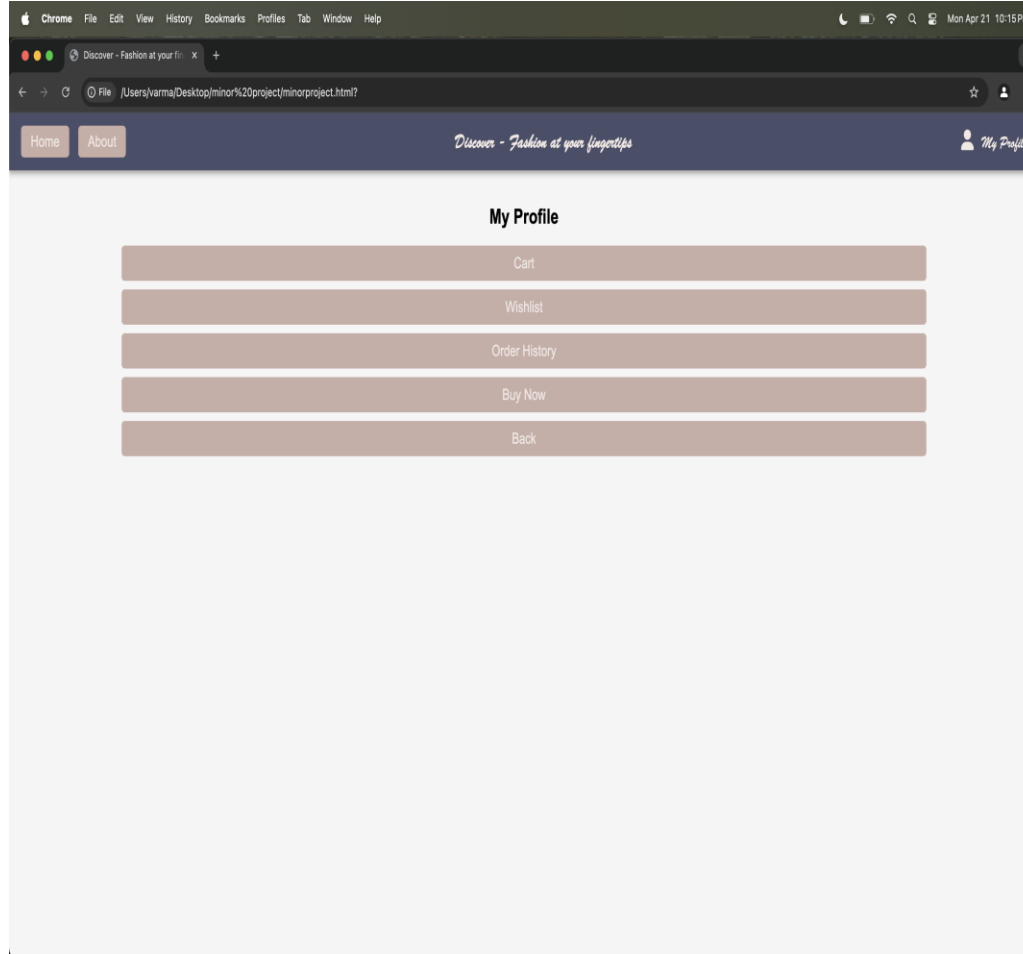 Chrome File Edit View History Bookmarks Profiles Tab Window Help Mon Apr 21 10:15 P
Discover - Fashion at your fin
File /Users/varma/Desktop/minor%20project/minorproject.html?
Home About Discover - Fashion at your fingertips My Profil
My Profile
Cart
Wishlist
Order History
Buy Now
Back